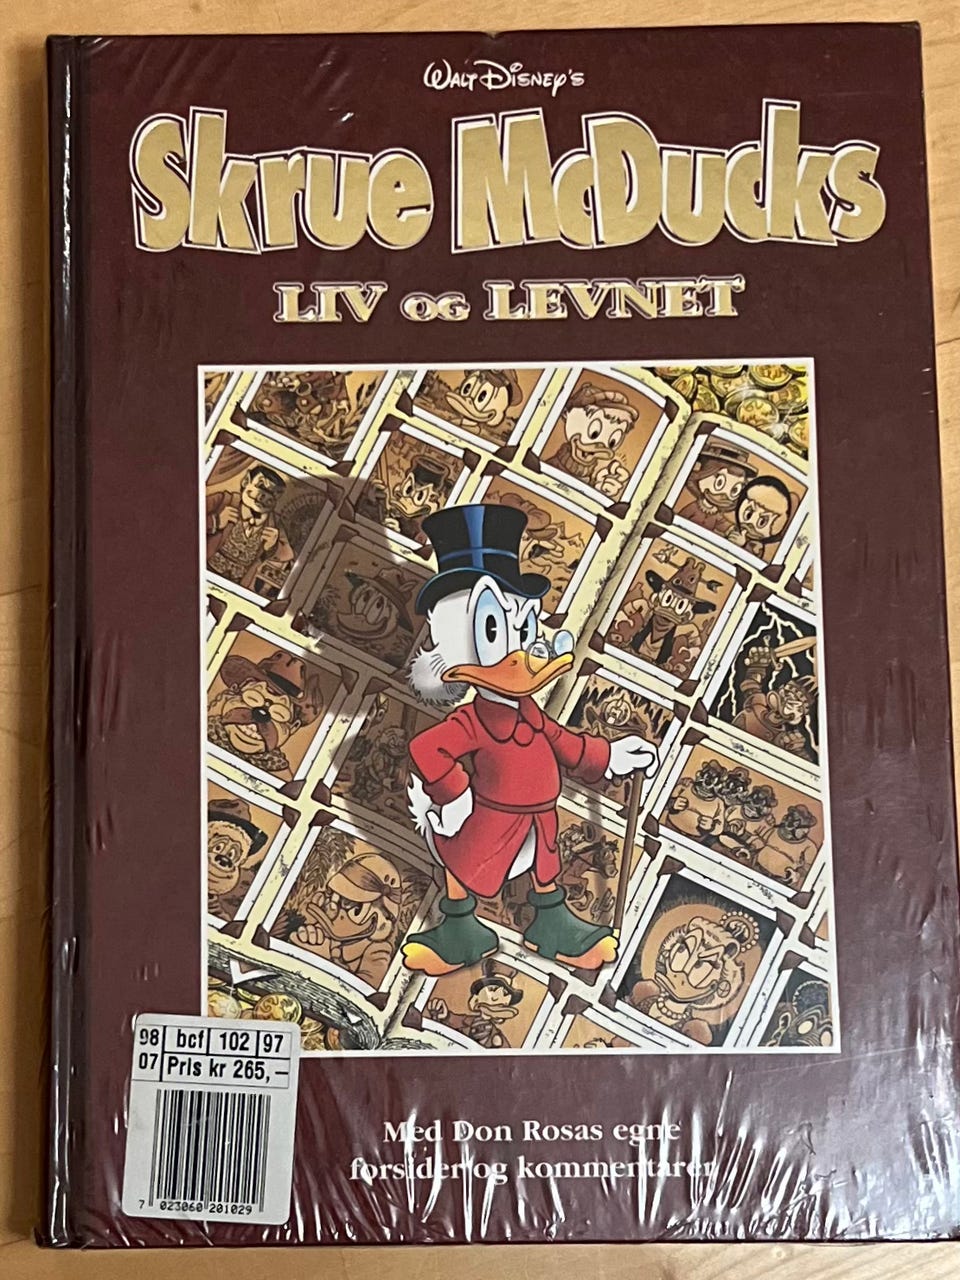 WALT DISNEY'S
Skrue McDucks
LIV OG LEVNET
98 bcf 102 97
07 Pris kr 265,–
7 023060 201029
Med Don Rosas egne
forsider og kommentarer